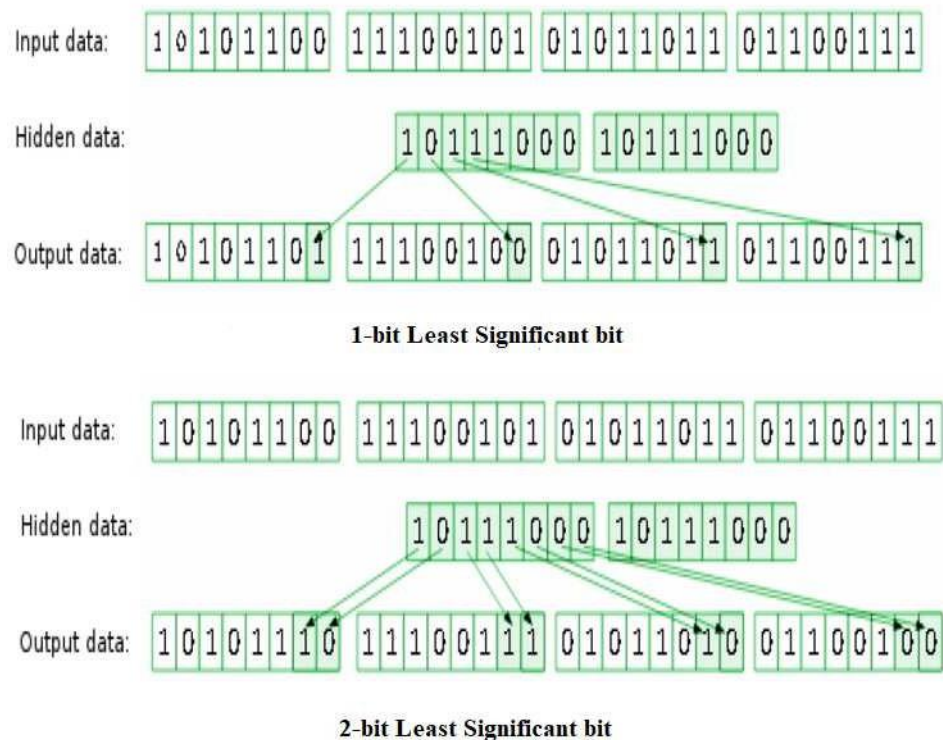 Input data: 10101100 11100101 01011011 01100111
Hidden data: 10111000 10111000
Output data: 10101101 11100100 01011011 01100111
1-bit Least Significant bit
Input data: 10101100 11100101 01011011 01100111
Hidden data: 10111000 10111000
Output data: 10101110 11100111 01011010 01100100
2-bit Least Significant bit